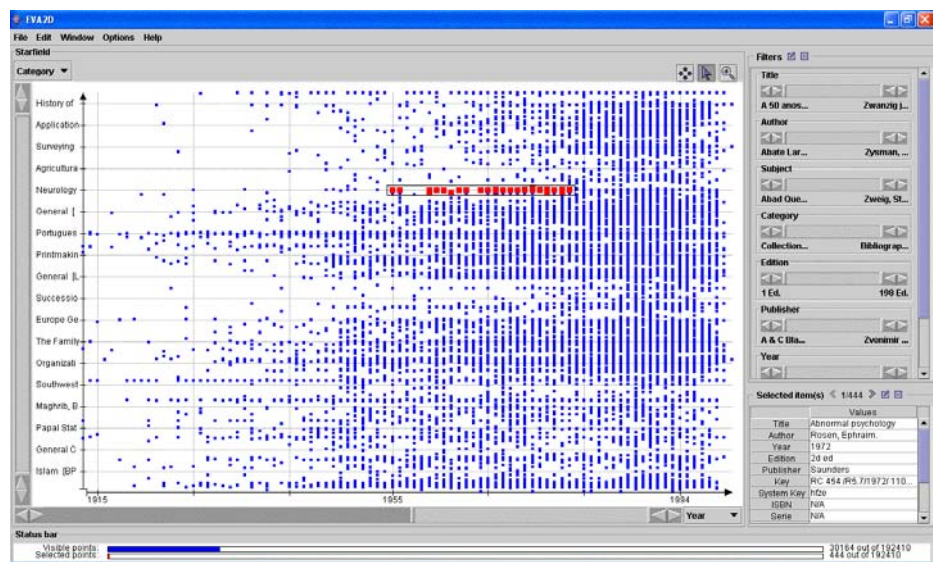 EVA2D
File Edit Window Options Help
Starfield
Category
History of
Application
Surveying
Agricultura
Neurology
General [
Portugues
Printmakin
General [L
Successio
Europe Ge
The Family
Organizati
Southwest
Maghrib, B
Papal Stat
General C
Islam [BP
1915 1955 1994
Year
Filters
Title
A 50 anos... Zwanzig j...
Author
Abate Lar... Zysman, ...
Subject
Abad Que... Zweig, St...
Category
Collection... Bibliograp...
Edition
1 Ed. 198 Ed.
Publisher
A & C Bla... Zvonimir ...
Year
Selected item(s) 1/444
Values
Title Abnormal psychology
Author Rosen, Ephraim.
Year 1972
Edition 2d ed
Publisher Saunders
Key RC 454 /R5.7/1972/ 110...
System Key hfze
ISBN N/A
Serie N/A
Status bar
Visible points: 30164 out of 192410
Selected points: 444 out of 192410